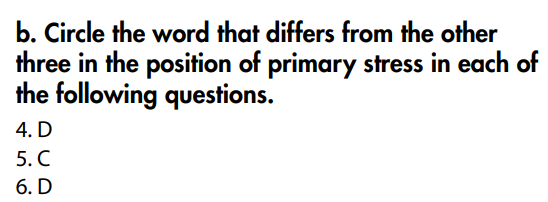 b. Circle the word that differs from the other
three in the position of primary stress in each of
the following questions.
4. D
5. C
6. D